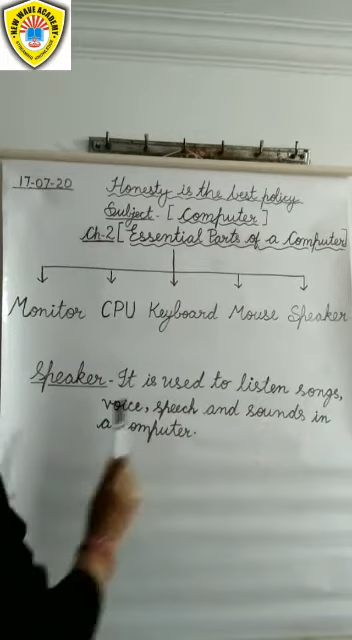 NEW WAVE ACADEMY
17-07-20
Honesty is the best policy
Subject - [ Computer ]
Ch-2 [ Essential Parts of a Computer ]
Monitor CPU Keyboard Mouse Speaker
Speaker - It is used to listen songs,
voice, speech and sounds in
a computer.